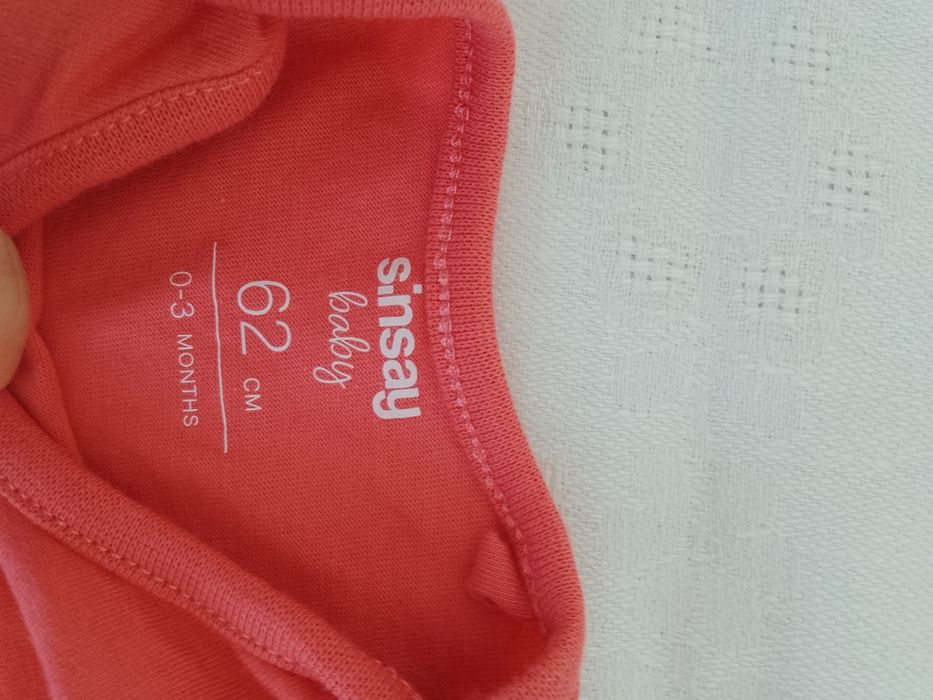 sinsay
baby
62 CM
0-3 MONTHS